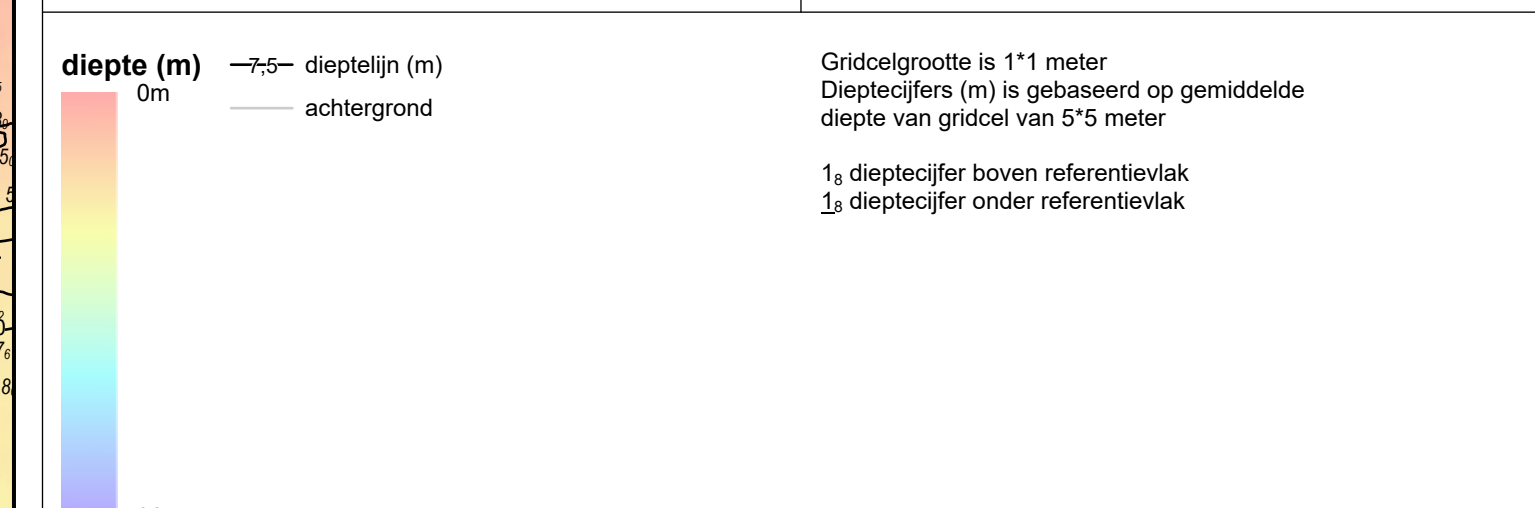 diepte (m)
0m
7,5 dieptelijn (m)
achtergrond
Gridcelgrootte is 1*1 meter
Dieptecijfers (m) is gebaseerd op gemiddelde
diepte van gridcel van 5*5 meter
1₈ dieptecijfer boven referentievlak
1₈ dieptecijfer onder referentievlak